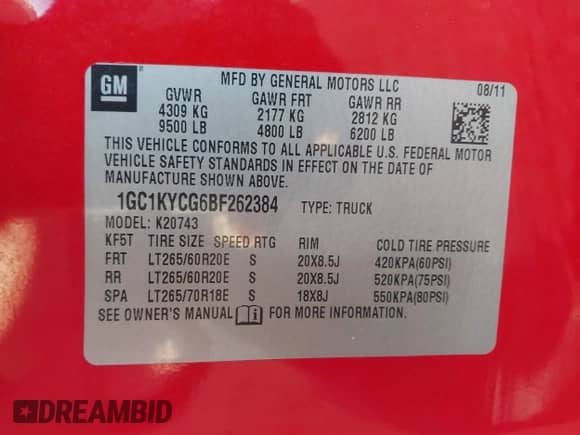 GM
MFD BY GENERAL MOTORS LLC 08/11
GVWR GAWR FRT GAWR RR
4309 KG 2177 KG 2812 KG
9500 LB 4800 LB 6200 LB
THIS VEHICLE CONFORMS TO ALL APPLICABLE U.S. FEDERAL MOTOR
VEHICLE SAFETY STANDARDS IN EFFECT ON THE DATE OF
MANUFACTURE SHOWN ABOVE.
1GC1KYCG6BF262384 TYPE: TRUCK
MODEL: K20743
KF5T TIRE SIZE SPEED RTG RIM
FRT LT265/60R20E S 20X8.5J 420KPA(60PSI)
RR LT265/60R20E S 20X8.5J 520KPA(75PSI)
SPA LT265/70R18E S 18X8J 550KPA(80PSI)
SEE OWNER'S MANUAL FOR MORE INFORMATION.
DREAMBID